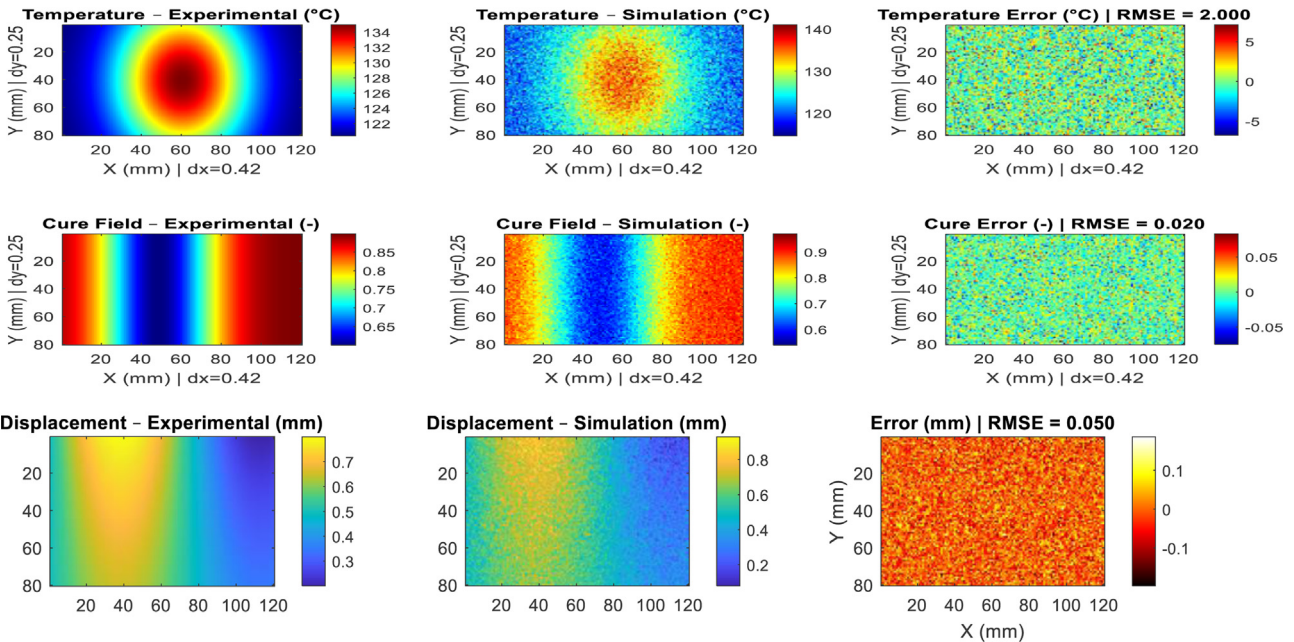 Temperature – Experimental (°C)
Y (mm) | dy=0.25
20
40
60
80
20 40 60 80 100 120
X (mm) | dx=0.42
134
132
130
128
126
124
122
Temperature – Simulation (°C)
Y (mm) | dy=0.25
20
40
60
80
20 40 60 80 100 120
X (mm) | dx=0.42
140
130
120
Temperature Error (°C) | RMSE = 2.000
Y (mm) | dy=0.25
20
40
60
80
20 40 60 80 100 120
X (mm) | dx=0.42
5
0
-5
Cure Field – Experimental (-)
Y (mm) | dy=0.25
20
40
60
80
20 40 60 80 100 120
X (mm) | dx=0.42
0.85
0.8
0.75
0.7
0.65
Cure Field – Simulation (-)
Y (mm) | dy=0.25
20
40
60
80
20 40 60 80 100 120
X (mm) | dx=0.42
0.9
0.8
0.7
0.6
Cure Error (-) | RMSE = 0.020
Y (mm) | dy=0.25
20
40
60
80
20 40 60 80 100 120
X (mm) | dx=0.42
0.05
0
-0.05
Displacement – Experimental (mm)
20
40
60
80
20 40 60 80 100 120
0.7
0.6
0.5
0.4
0.3
Displacement – Simulation (mm)
20
40
60
80
20 40 60 80 100 120
0.8
0.6
0.4
0.2
Error (mm) | RMSE = 0.050
Y (mm)
20
40
60
80
20 40 60 80 100 120
X (mm)
0.1
0
-0.1